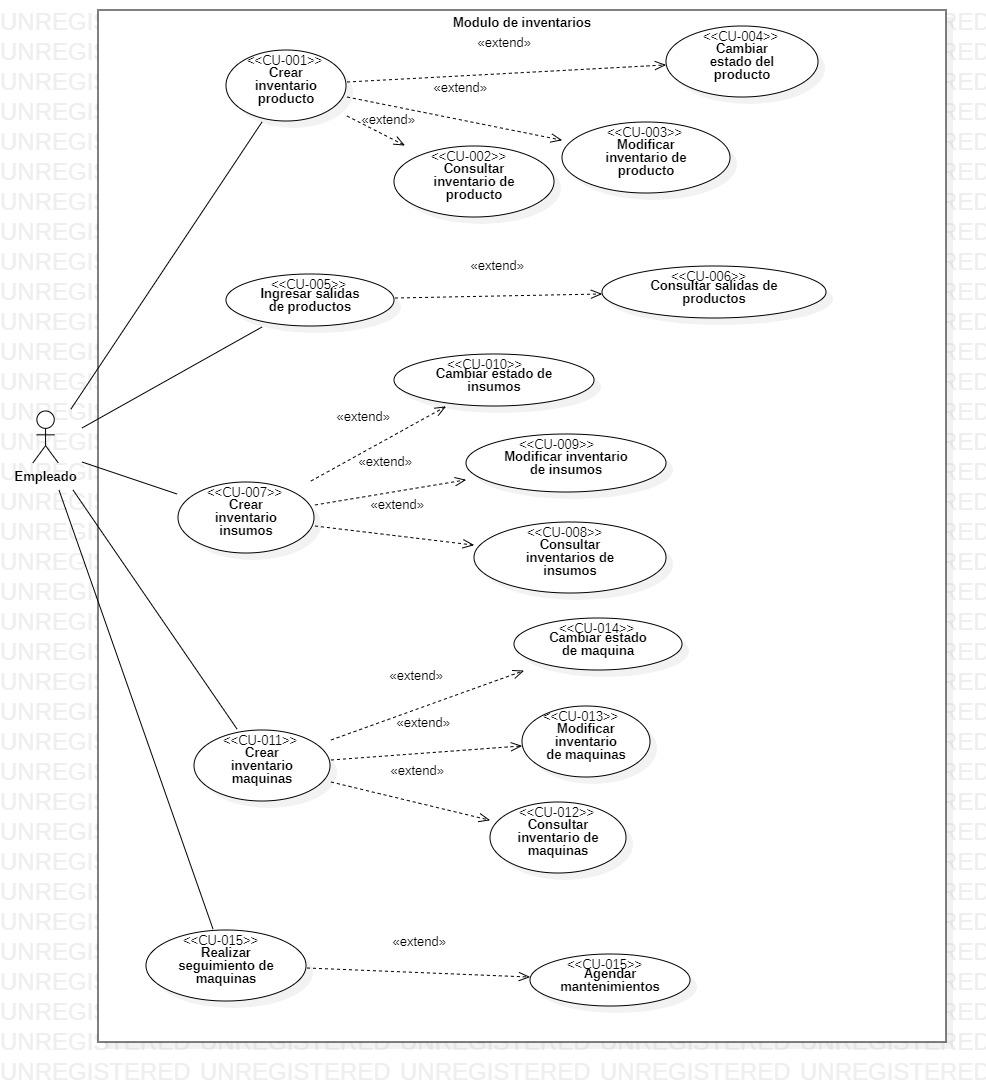 Modulo de inventarios
«extend»
<<CU-001>>
Crear
inventario
producto
<<CU-004>>
Cambiar
estado del
producto
«extend»
«extend»
<<CU-003>>
Modificar
inventario de
producto
<<CU-002>>
Consultar
inventario de
producto
<<CU-005>>
Ingresar salidas
de productos
«extend»
<<CU-006>>
Consultar salidas de
productos
<<CU-010>>
Cambiar estado de
insumos
«extend»
«extend»
<<CU-009>>
Modificar inventario
de insumos
Empleado
<<CU-007>>
Crear
inventario
insumos
«extend»
<<CU-008>>
Consultar
inventarios de
insumos
<<CU-014>>
Cambiar estado
de maquina
«extend»
«extend»
<<CU-013>>
Modificar
inventario
de maquinas
<<CU-011>>
Crear
inventario
maquinas
«extend»
<<CU-012>>
Consultar
inventario de
maquinas
<<CU-015>>
Realizar
seguimiento de
maquinas
«extend»
<<CU-015>>
Agendar
mantenimientos
UNREGISTERED UNREGISTERED UNREGISTERED UNREGISTERED UNREGISTERED